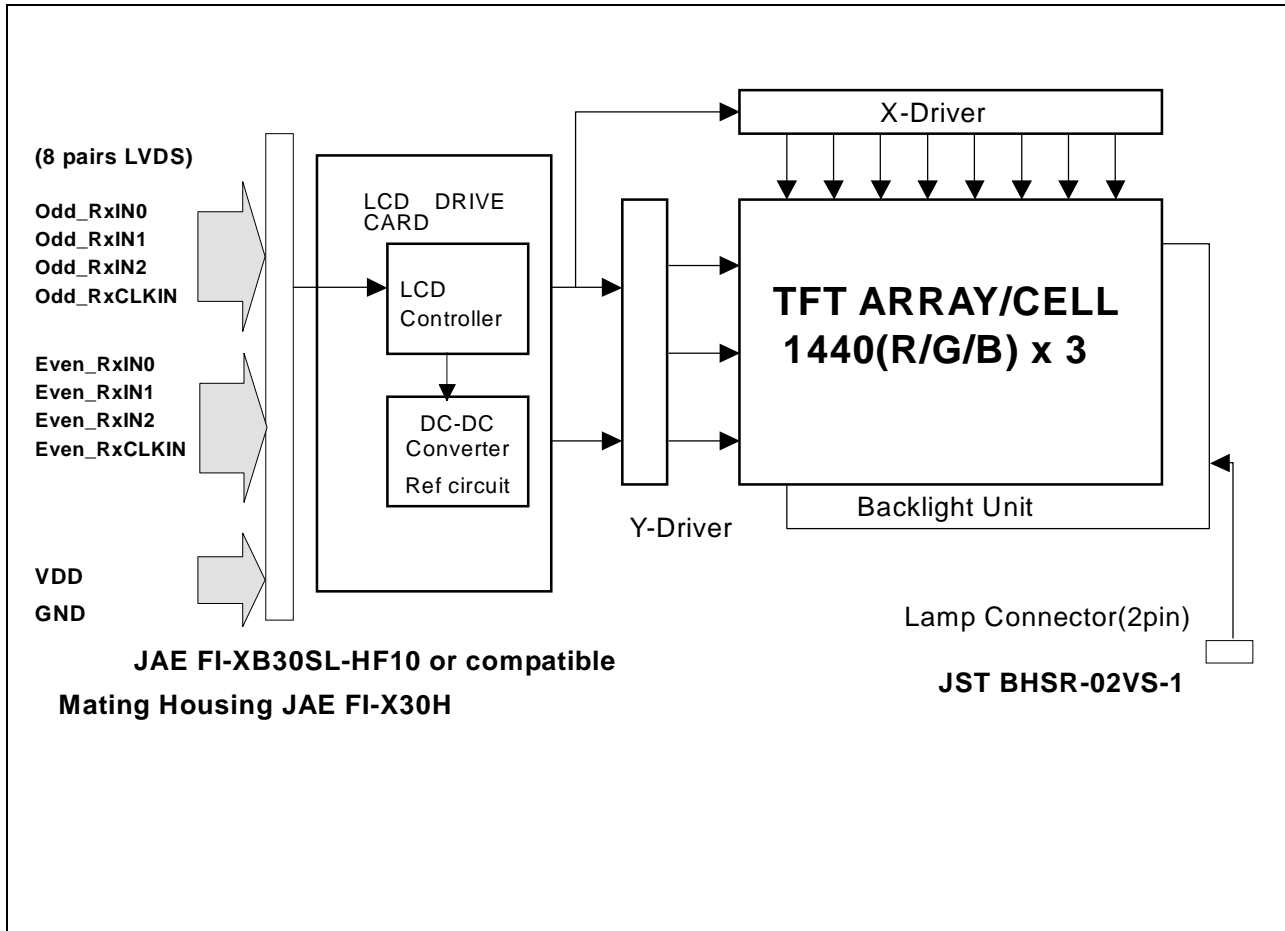 (8 pairs LVDS)
Odd_RxIN0
Odd_RxIN1
Odd_RxIN2
Odd_RxCLKIN
Even_RxIN0
Even_RxIN1
Even_RxIN2
Even_RxCLKIN
VDD
GND
LCD DRIVE
CARD
LCD
Controller
DC-DC
Converter
Ref circuit
X-Driver
Y-Driver
TFT ARRAY/CELL
1440(R/G/B) x 3
Backlight Unit
Lamp Connector(2pin)
JST BHSR-02VS-1
JAE FI-XB30SL-HF10 or compatible
Mating Housing JAE FI-X30H